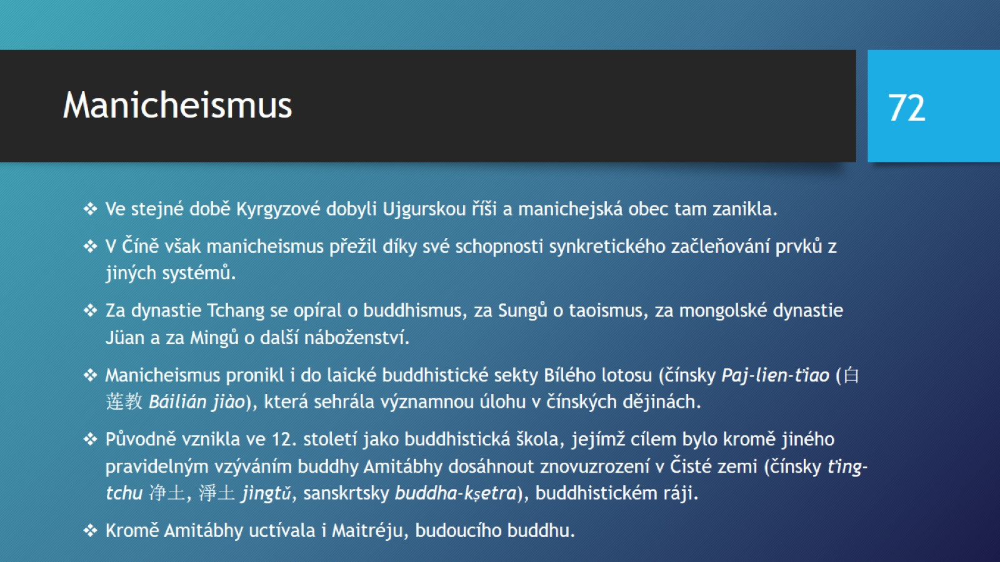 Manicheismus
72
❖ Ve stejné době Kyrgyzové dobyli Ujgurskou říši a manichejská obec tam zanikla.
❖ V Číně však manicheismus přežil díky své schopnosti synkretického začleňování prvků z
jiných systémů.
❖ Za dynastie Tchang se opíral o buddhismus, za Sungů o taoismus, za mongolské dynastie
Jüan a za Mingů o další náboženství.
❖ Manicheismus pronikl i do laické buddhistické sekty Bílého lotosu (čínsky Paj-lien-ťiao (白
莲教 Báilián jiào), která sehrála významnou úlohu v čínských dějinách.
❖ Původně vznikla ve 12. století jako buddhistická škola, jejímž cílem bylo kromě jiného
pravidelným vzýváním buddhy Amitábhy dosáhnout znovuzrození v Čisté zemi (čínsky ťing-
tchu 净土, 淨土 jìngtǔ, sanskrtsky buddha-kṣetra), buddhistickém ráji.
❖ Kromě Amitábhy uctívala i Maitréju, budoucího buddhu.